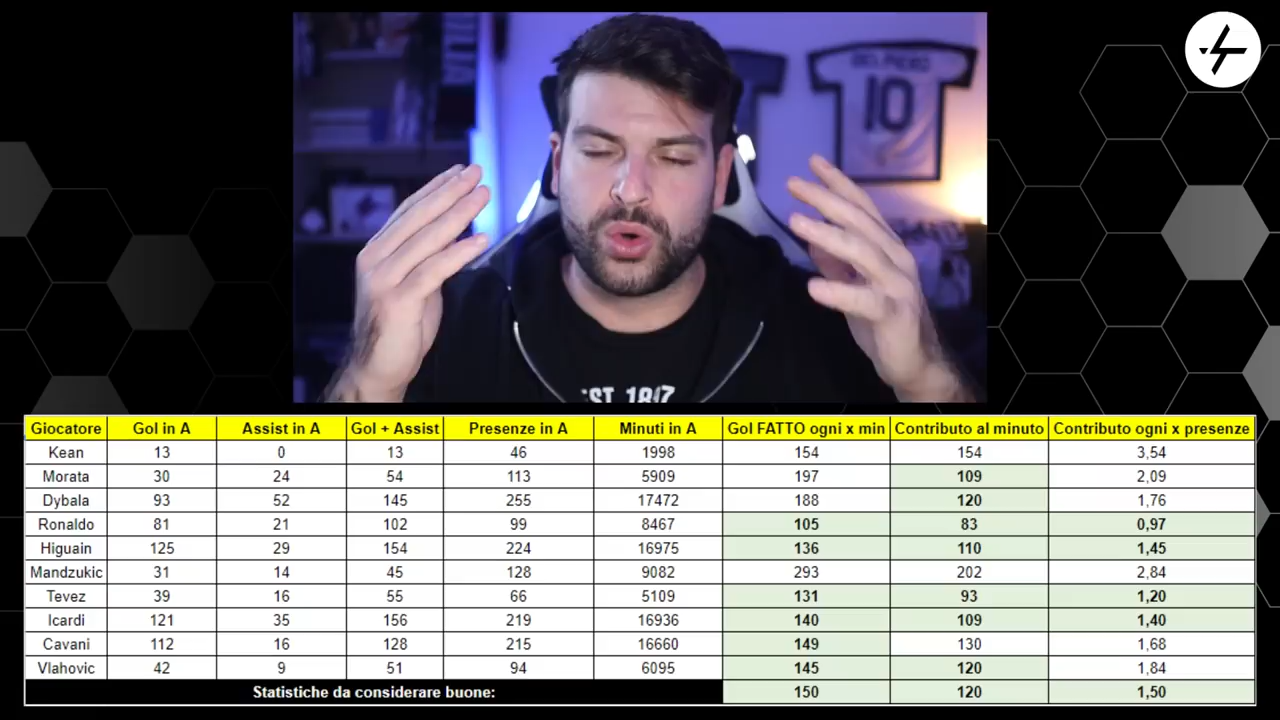 DEL PIERO
10
EST. 1897
Giocatore Gol in A Assist in A Gol + Assist Presenze in A Minuti in A Gol FATTO ogni x min Contributo al minuto Contributo ogni x presenze
Kean 13 0 13 46 1998 154 154 3,54
Morata 30 24 54 113 5909 197 109 2,09
Dybala 93 52 145 255 17472 188 120 1,76
Ronaldo 81 21 102 99 8467 105 83 0,97
Higuain 125 29 154 224 16975 136 110 1,45
Mandzukic 31 14 45 128 9082 293 202 2,84
Tevez 39 16 55 66 5109 131 93 1,20
Icardi 121 35 156 219 16936 140 109 1,40
Cavani 112 16 128 215 16660 149 130 1,68
Vlahovic 42 9 51 94 6095 145 120 1,84
Statistiche da considerare buone: 150 120 1,50